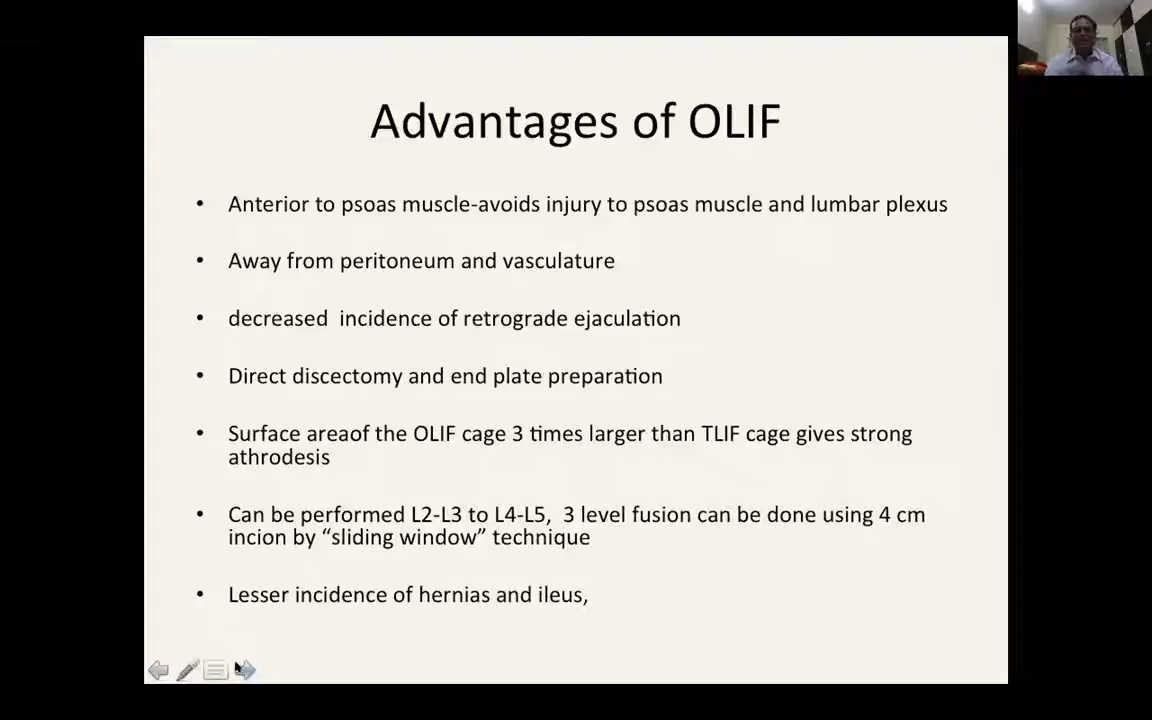 Advantages of OLIF
• Anterior to psoas muscle-avoids injury to psoas muscle and lumbar plexus
• Away from peritoneum and vasculature
• decreased  incidence of retrograde ejaculation
• Direct discectomy and end plate preparation
• Surface areaof the OLIF cage 3 times larger than TLIF cage gives strong
athrodesis
• Can be performed L2-L3 to L4-L5,  3 level fusion can be done using 4 cm
incion by “sliding window” technique
• Lesser incidence of hernias and ileus,